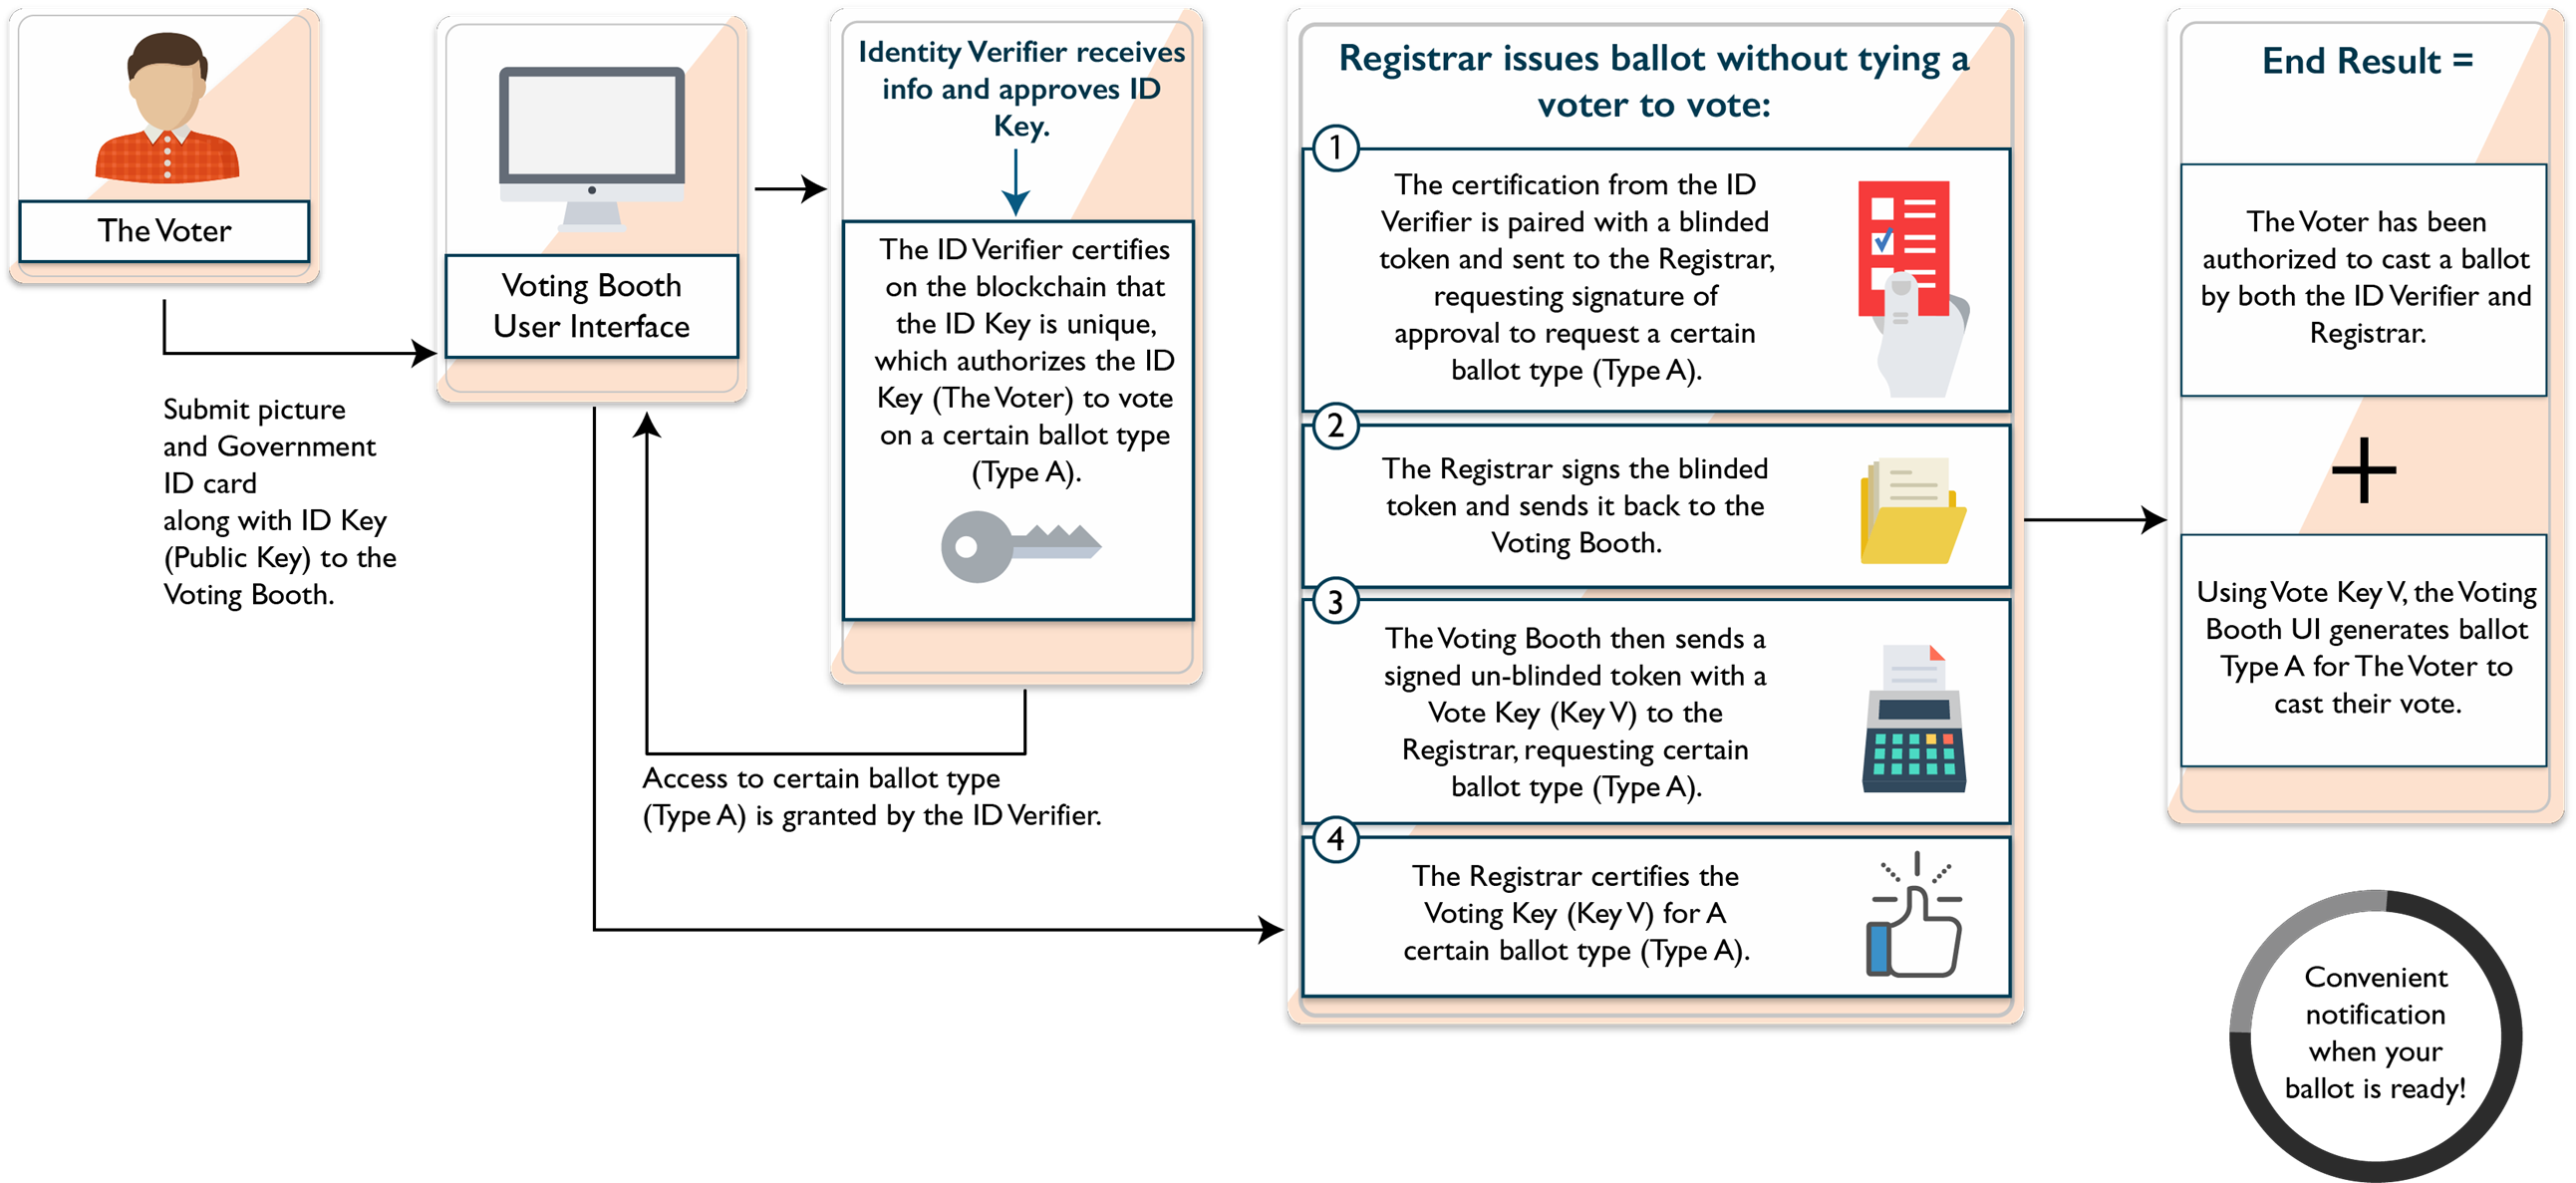 The Voter
Submit picture
and Government
ID card
along with ID Key
(Public Key) to the
Voting Booth.
Voting Booth
User Interface
Identity Verifier receives
info and approves ID
Key.
The ID Verifier certifies
on the blockchain that
the ID Key is unique,
which authorizes the ID
Key (The Voter) to vote
on a certain ballot type
(Type A).
Access to certain ballot type
(Type A) is granted by the ID Verifier.
Registrar issues ballot without tying a
voter to vote:
1
The certification from the ID
Verifier is paired with a blinded
token and sent to the Registrar,
requesting signature of
approval to request a certain
ballot type (Type A).
2
The Registrar signs the blinded
token and sends it back to the
Voting Booth.
3
The Voting Booth then sends a
signed un-blinded token with a
Vote Key (Key V) to the
Registrar, requesting certain
ballot type (Type A).
4
The Registrar certifies the
Voting Key (Key V) for A
certain ballot type (Type A).
End Result =
The Voter has been
authorized to cast a ballot
by both the ID Verifier and
Registrar.
+
Using Vote Key V, the Voting
Booth UI generates ballot
Type A for The Voter to
cast their vote.
Convenient
notification
when your
ballot is ready!